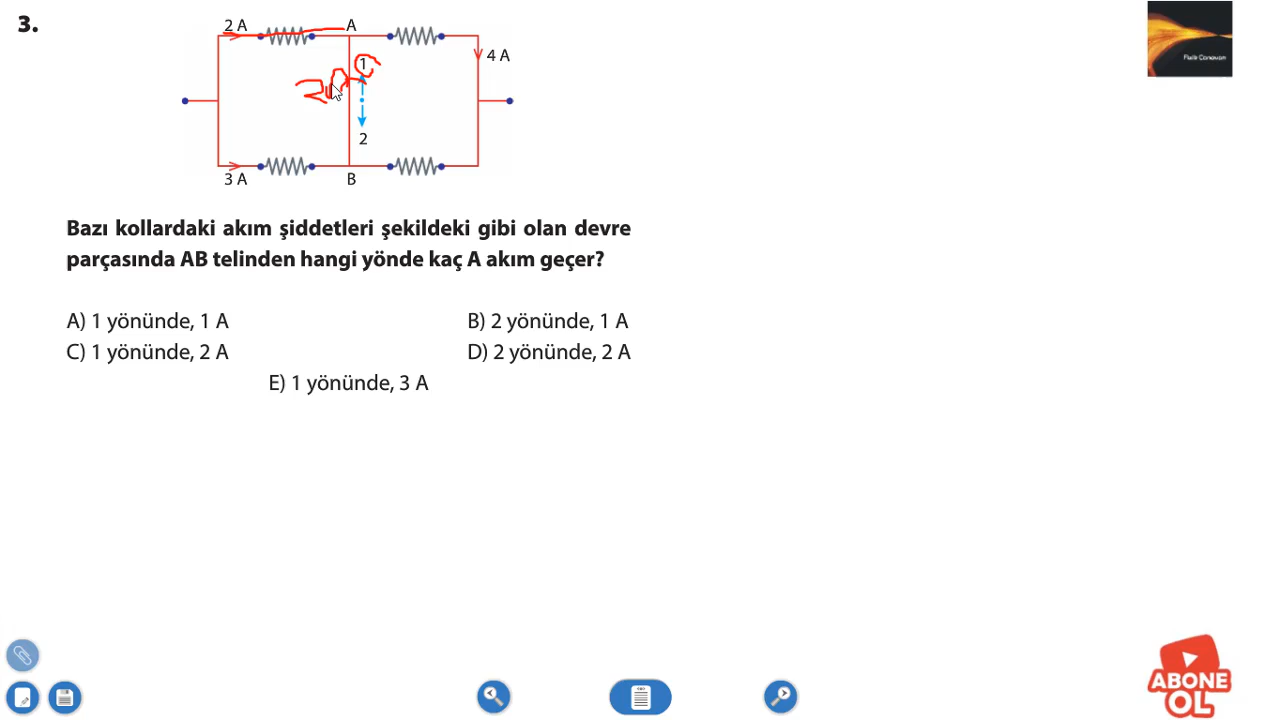 3.
2 A
A
1
4 A
2A
2
3 A
B
Bazı kollardaki akım şiddetleri şekildeki gibi olan devre
parçasında AB telinden hangi yönde kaç A akım geçer?
A) 1 yönünde, 1 A
B) 2 yönünde, 1 A
C) 1 yönünde, 2 A
D) 2 yönünde, 2 A
E) 1 yönünde, 3 A
ABONE
OL